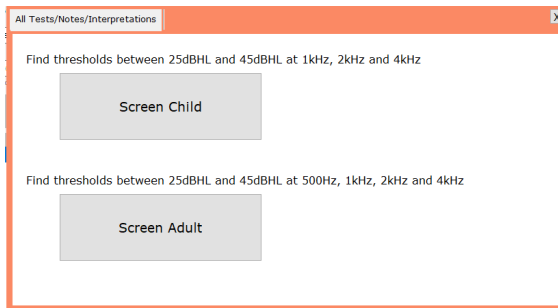 All Tests/Notes/Interpretations
X
Find thresholds between 25dBHL and 45dBHL at 1kHz, 2kHz and 4kHz
Screen Child
Find thresholds between 25dBHL and 45dBHL at 500Hz, 1kHz, 2kHz and 4kHz
Screen Adult